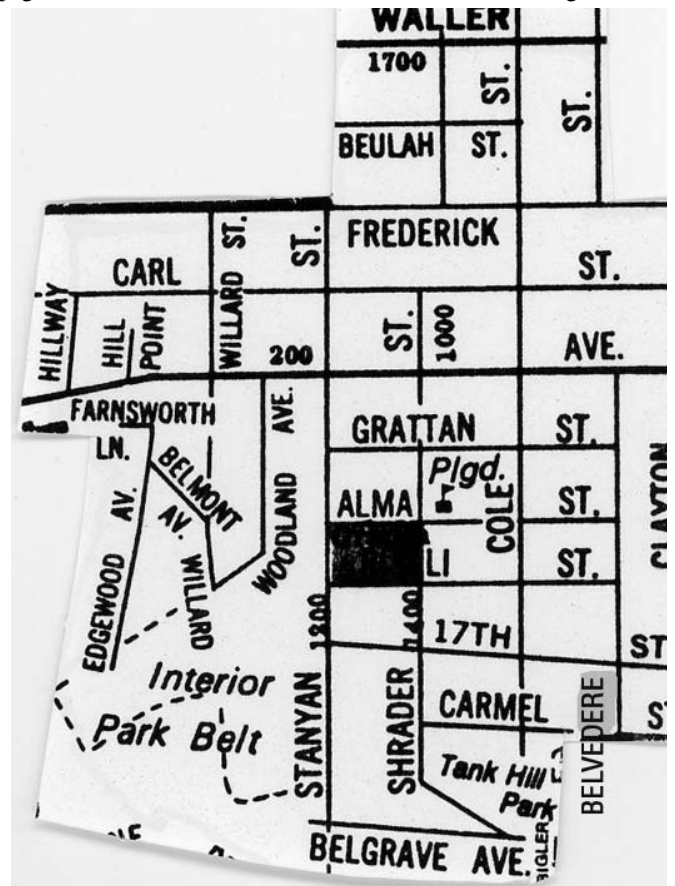 WALLER
1700
ST.
ST.
BEULAH ST.
FREDERICK
ST.
WILLARD ST.
ST.
CARL
HILLWAY
HILL
POINT
200
ST.
1000
AVE.
FARNSWORTH
LN.
GRATTAN ST.
BELMONT
AV.
WOODLAND AVE.
Plgd.
ALMA ST.
COLE
CLAYTON
EDGEWOOD AV.
WILLARD
LI ST.
1300
1400
17TH ST
Interior
Park Belt
STANYAN
SHRADER
CARMEL S
BELVEDERE
Tank Hill
Park
BELGRAVE AVE.
BIGLER